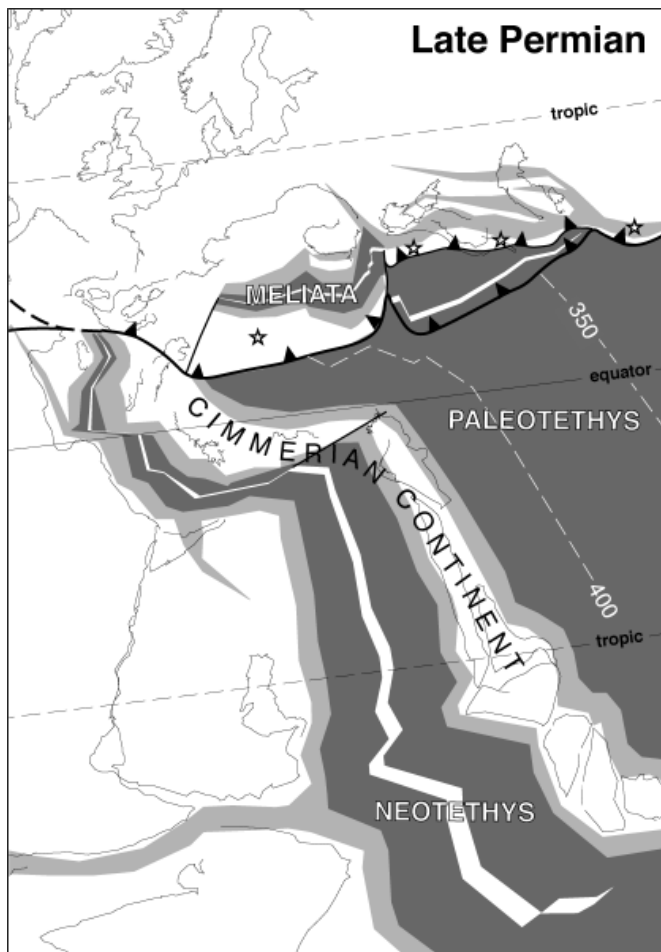 Late Permian
tropic
MELIATA
350
equator
PALEOTETHYS
CIMMERIAN CONTINENT
400
tropic
NEOTETHYS